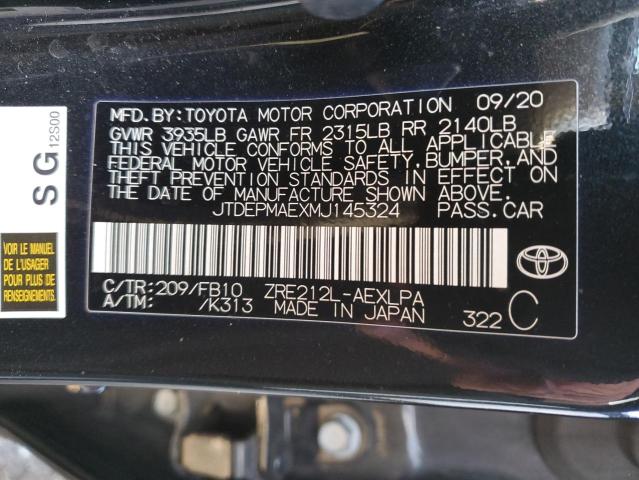 MFD.BY:TOYOTA MOTOR CORPORATION 09/20
GVWR 3935LB GAWR FR 2315LB RR 2140LB
THIS VEHICLE CONFORMS TO ALL APPLICABLE
FEDERAL MOTOR VEHICLE SAFETY, BUMPER, AND
THEFT PREVENTION STANDARDS IN EFFECT ON
THE DATE OF MANUFACTURE SHOWN ABOVE.
JTDEPMAEXMJ145324 PASS.CAR
C/TR:209/FB10 ZRE212L-AEXLPA
A/TM: /K313 MADE IN JAPAN 322 C
TOYOTA
SG
12S00
VOIR LE MANUEL
DE L'USAGER
POUR PLUS
D'INFORMATION